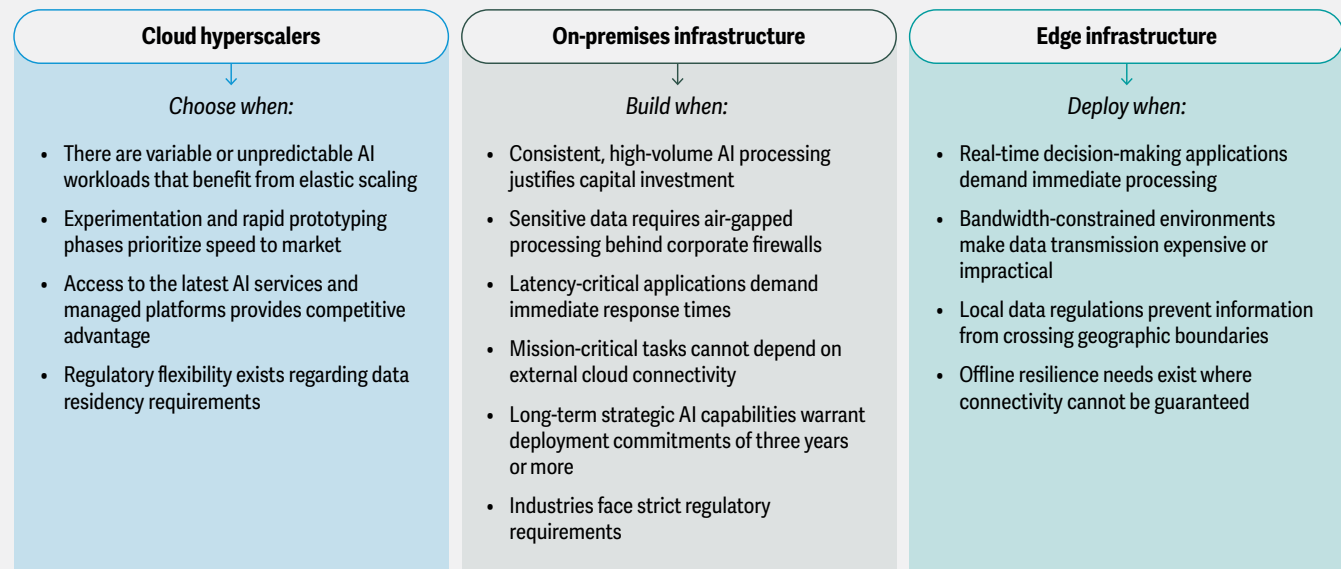 Cloud hyperscalers
Choose when:
• There are variable or unpredictable AI
workloads that benefit from elastic scaling
• Experimentation and rapid prototyping
phases prioritize speed to market
• Access to the latest AI services and
managed platforms provides competitive
advantage
• Regulatory flexibility exists regarding data
residency requirements
On-premises infrastructure
Build when:
• Consistent, high-volume AI processing
justifies capital investment
• Sensitive data requires air-gapped
processing behind corporate firewalls
• Latency-critical applications demand
immediate response times
• Mission-critical tasks cannot depend on
external cloud connectivity
• Long-term strategic AI capabilities warrant
deployment commitments of three years
or more
• Industries face strict regulatory
requirements
Edge infrastructure
Deploy when:
• Real-time decision-making applications
demand immediate processing
• Bandwidth-constrained environments
make data transmission expensive or
impractical
• Local data regulations prevent information
from crossing geographic boundaries
• Offline resilience needs exist where
connectivity cannot be guaranteed